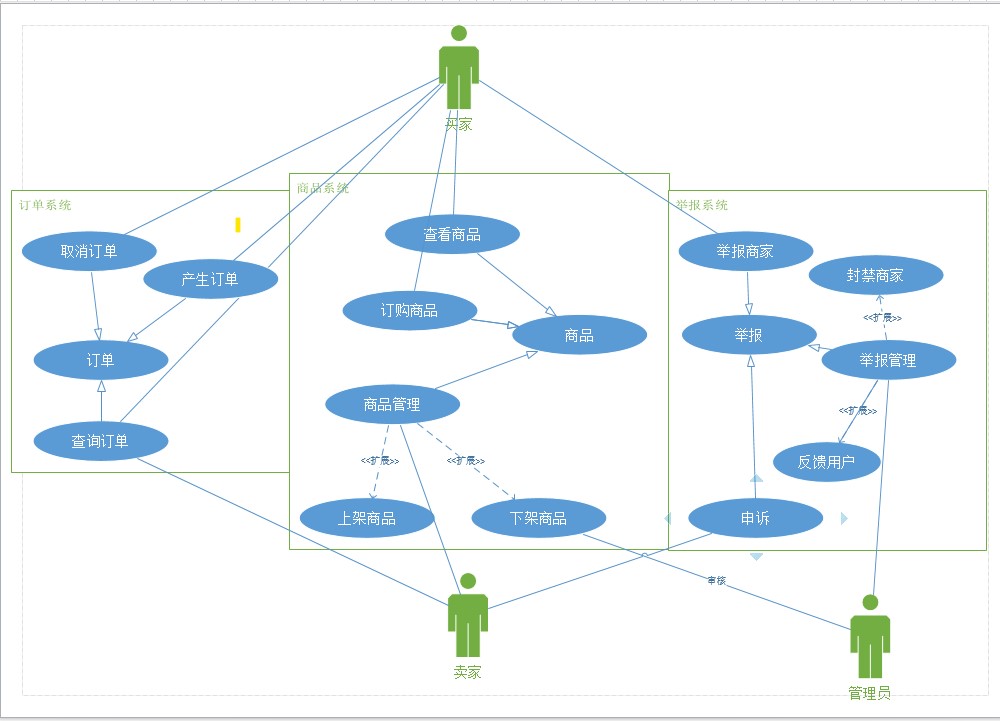 买家
商品系统
订单系统
举报系统
查看商品
取消订单
举报商家
产生订单
封禁商家
订购商品
<<扩展>>
商品
举报
订单
举报管理
商品管理
<<扩展>>
查询订单
<<扩展>>
<<扩展>>
反馈用户
上架商品
下架商品
申诉
审核
卖家
管理员